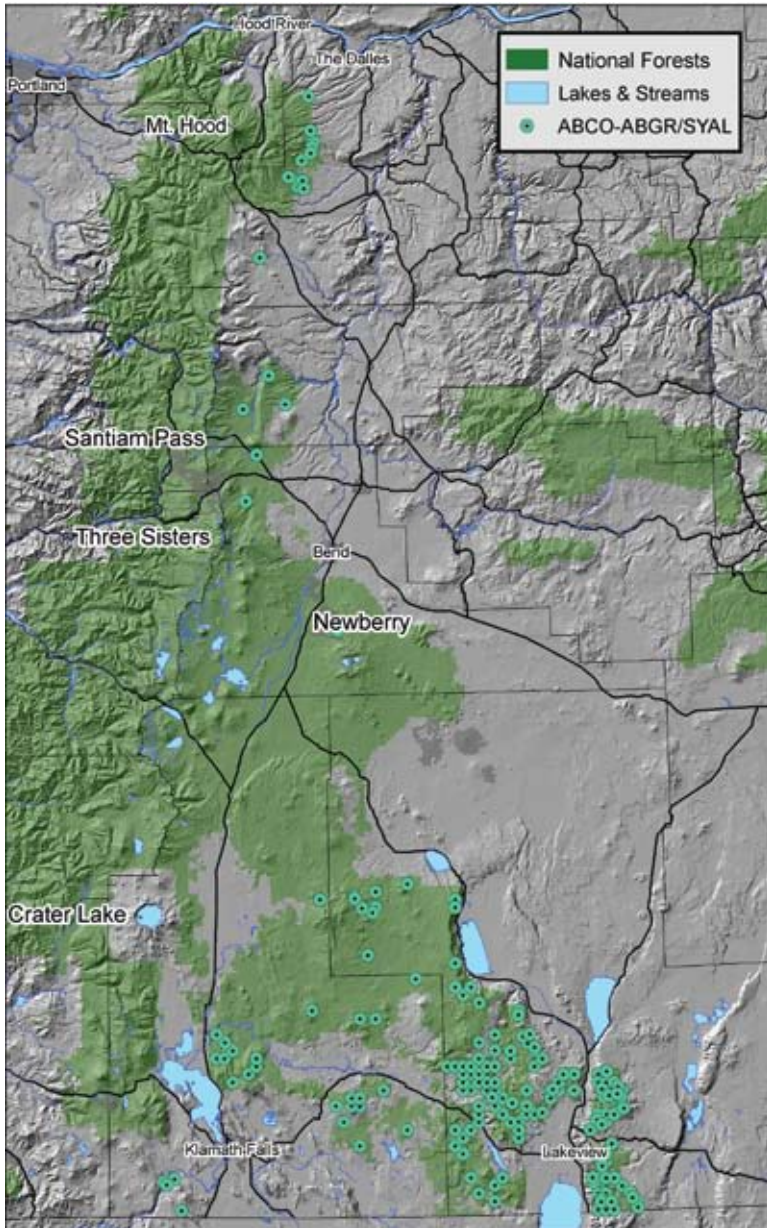 Hood River
The Dalles
Portland
Mt. Hood
National Forests
Lakes & Streams
ABCO-ABGR/SYAL
Santiam Pass
Three Sisters
Bend
Newberry
Crater Lake
Klamath Falls
Lakeview